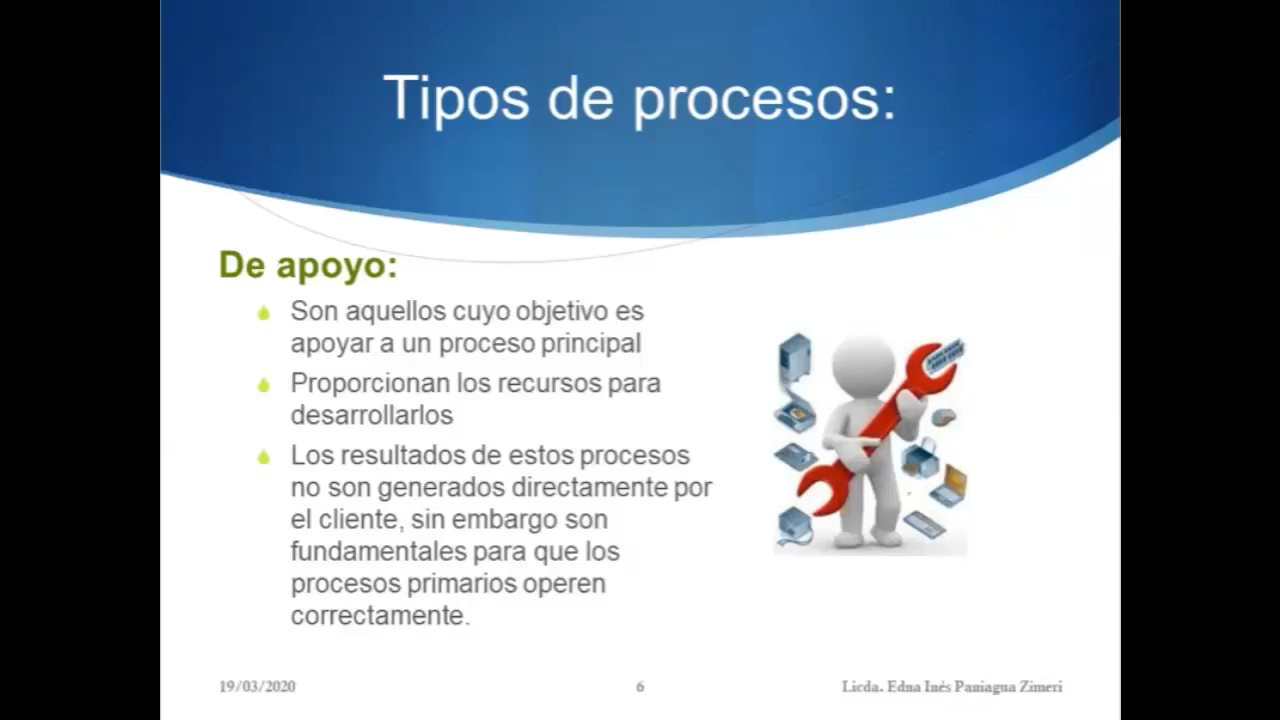 Tipos de procesos:
De apoyo:
Son aquellos cuyo objetivo es
apoyar a un proceso principal
Proporcionan los recursos para
desarrollarlos
Los resultados de estos procesos
no son generados directamente por
el cliente, sin embargo son
fundamentales para que los
procesos primarios operen
correctamente.
19/03/2020
6
Licda. Edna Inés Paniagua Zimeri